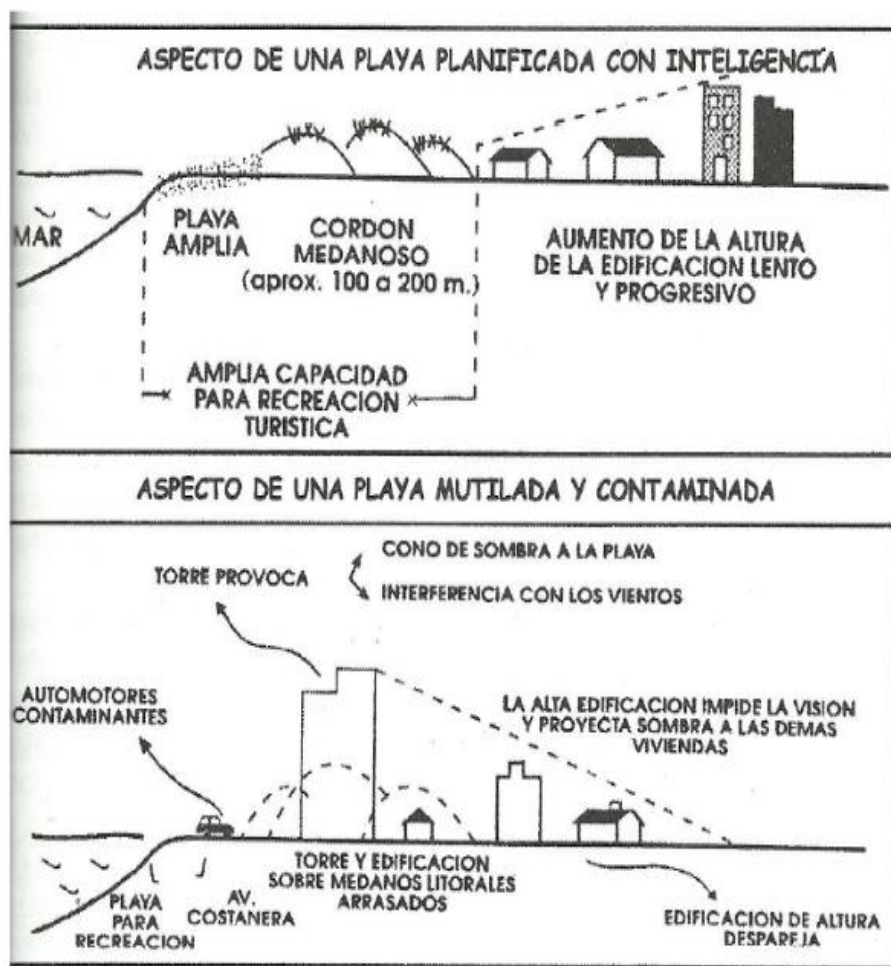 ASPECTO DE UNA PLAYA PLANIFICADA CON INTELIGENCIA
MAR
PLAYA
AMPLIA
CORDON
MEDANOSO
(aprox. 100 a 200 m.)
AUMENTO DE LA ALTURA
DE LA EDIFICACION LENTO
Y PROGRESIVO
AMPLIA CAPACIDAD
PARA RECREACION
TURISTICA
ASPECTO DE UNA PLAYA MUTILADA Y CONTAMINADA
TORRE PROVOCA
CONO DE SOMBRA A LA PLAYA
INTERFERENCIA CON LOS VIENTOS
AUTOMOTORES
CONTAMINANTES
LA ALTA EDIFICACION IMPIDE LA VISION
Y PROYECTA SOMBRA A LAS DEMAS
VIVIENDAS
PLAYA
PARA
RECREACION
AV.
COSTANERA
TORRE Y EDIFICACION
SOBRE MEDANOS LITORALES
ARRASADOS
EDIFICACION DE ALTURA
DESPAREJA